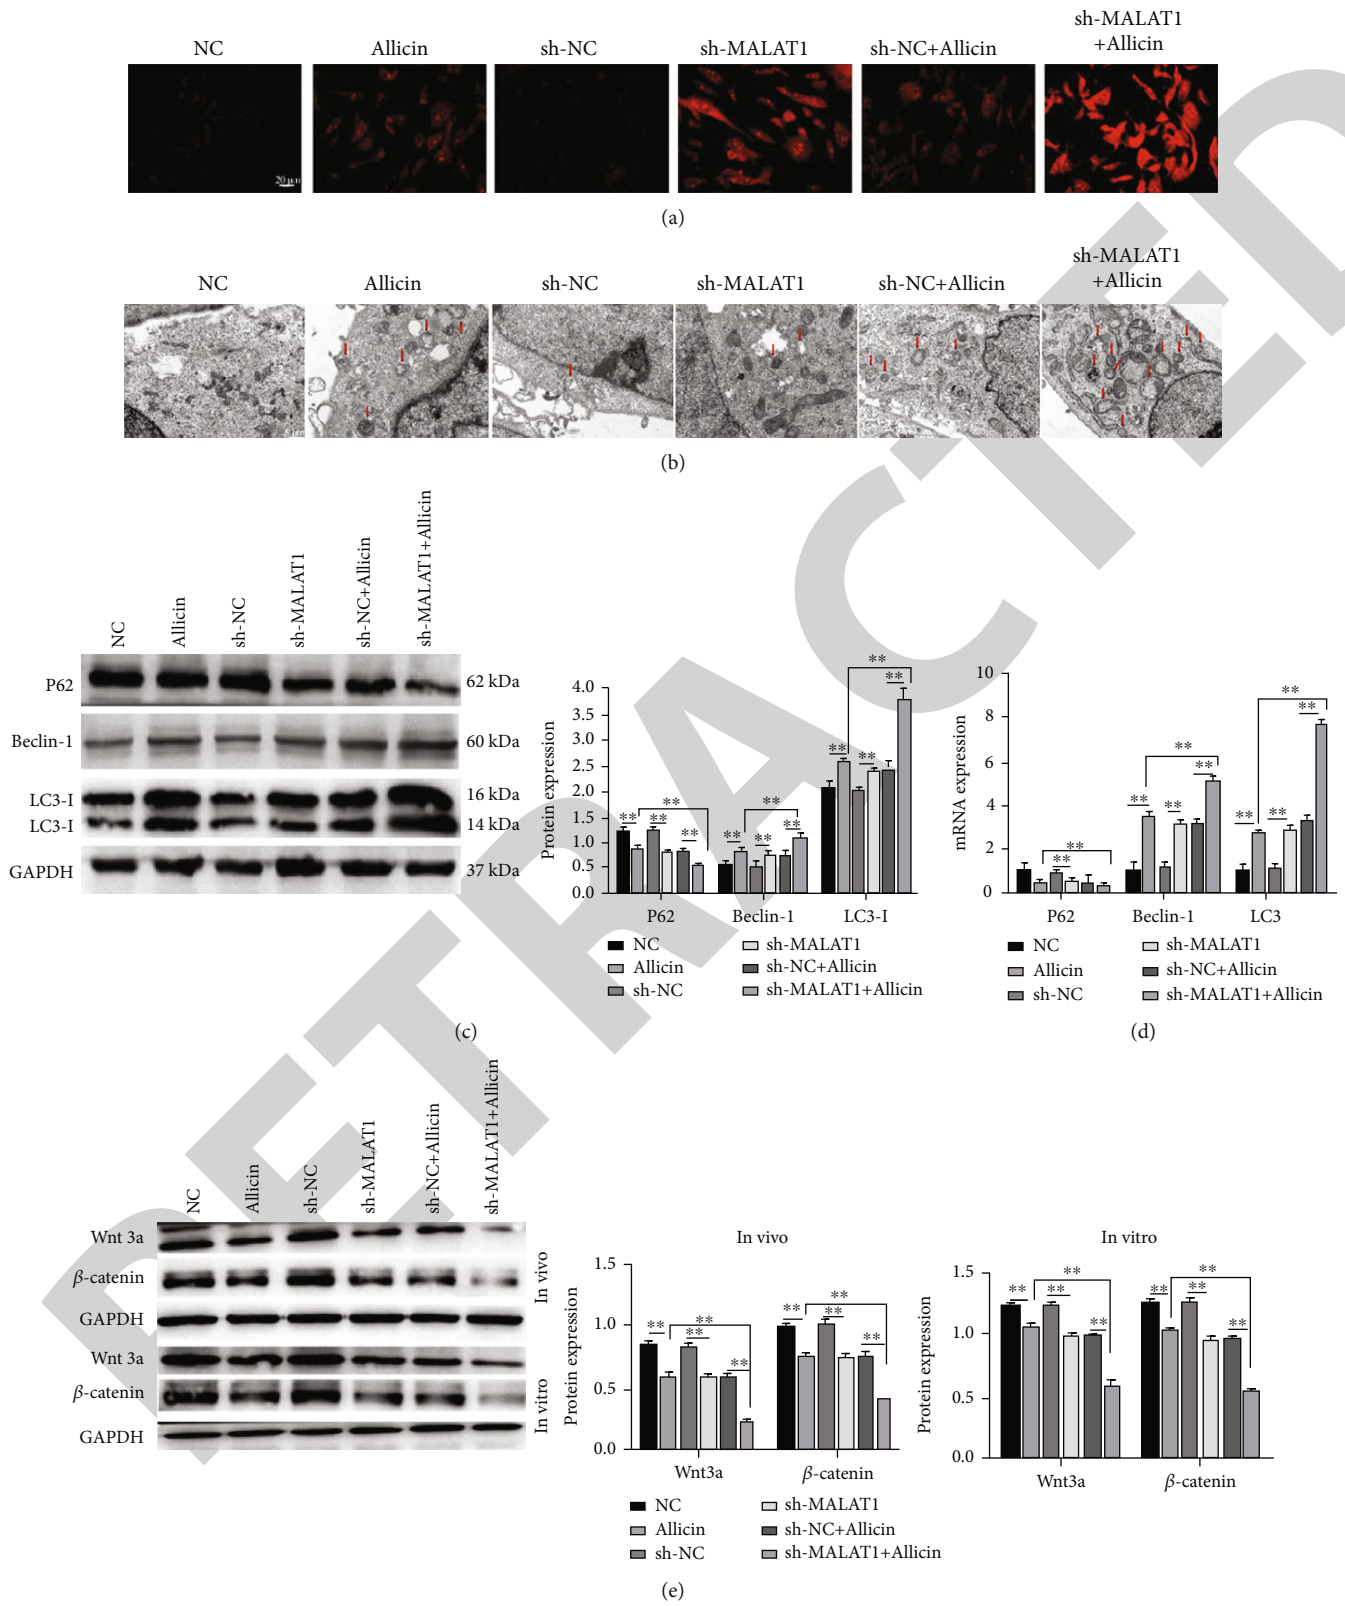 NC
Allicin
sh-NC
sh-MALAT1
sh-NC+Allicin
sh-MALAT1
+Allicin
20 μm
(a)
NC
Allicin
sh-NC
sh-MALAT1
sh-NC+Allicin
sh-MALAT1
+Allicin
(b)
NC
Allicin
sh-NC
sh-MALAT1
sh-NC+Allicin
sh-MALAT1+Allicin
P62
62 kDa
Beclin-1
60 kDa
LC3-I
16 kDa
LC3-I
14 kDa
GAPDH
37 kDa
Protein expression
4.0
3.5
3.0
2.5
2.0
1.5
1.0
0.5
0.0
**
**
**
**
**
**
**
**
**
**
**
**
P62
Beclin-1
LC3-I
NC
Allicin
sh-NC
sh-MALAT1
sh-NC+Allicin
sh-MALAT1+Allicin
(c)
mRNA expression
10
8
6
4
2
0
**
**
**
**
**
**
**
**
**
**
P62
Beclin-1
LC3
NC
Allicin
sh-NC
sh-MALAT1
sh-NC+Allicin
sh-MALAT1+Allicin
(d)
NC
Allicin
sh-NC
sh-MALAT1
sh-NC+Allicin
sh-MALAT1+Allicin
Wnt 3a
β-catenin
GAPDH
In vivo
Wnt 3a
β-catenin
GAPDH
In vitro
In vivo
Protein expression
1.5
1.0
0.5
0.0
**
**
**
**
**
**
**
**
Wnt3a
β-catenin
In vitro
Protein expression
1.5
1.0
0.5
0.0
**
**
**
**
**
**
**
**
Wnt3a
β-catenin
NC
Allicin
sh-NC
sh-MALAT1
sh-NC+Allicin
sh-MALAT1+Allicin
(e)
RETRACTED